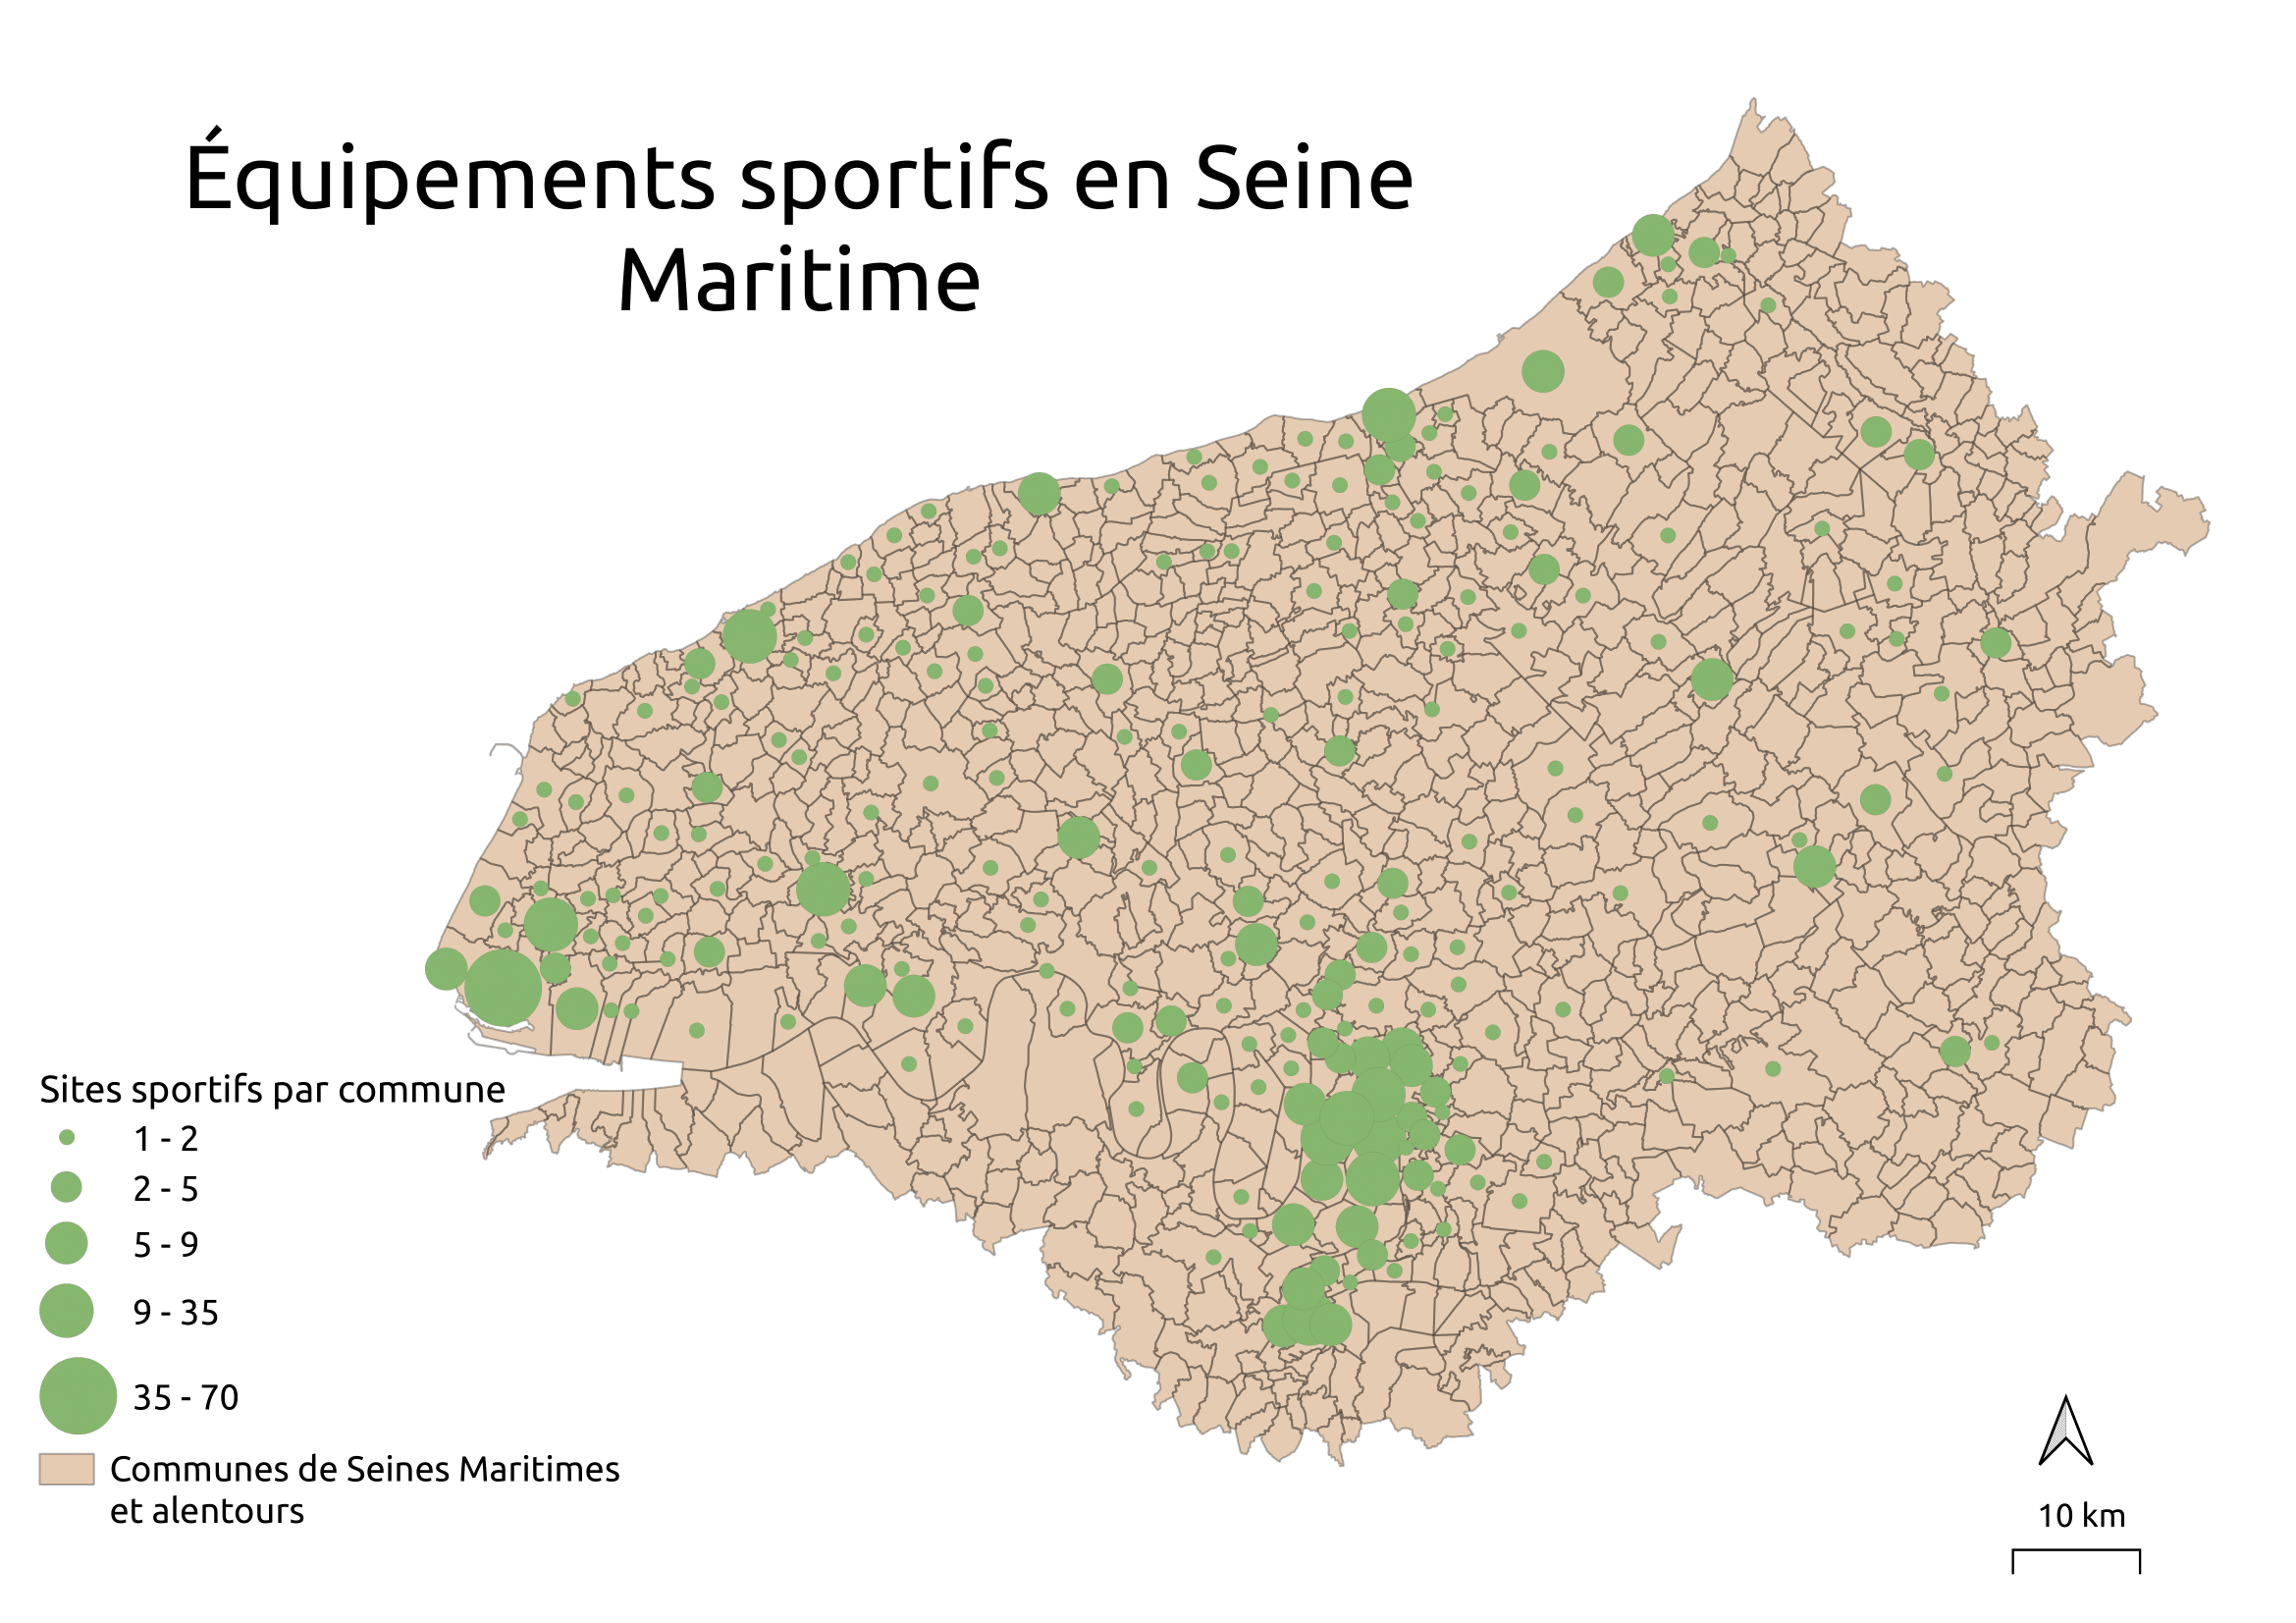 Équipements sportifs en Seine
Maritime
Sites sportifs par commune
1 - 2
2 - 5
5 - 9
9 - 35
35 - 70
Communes de Seines Maritimes
et alentours
10 km